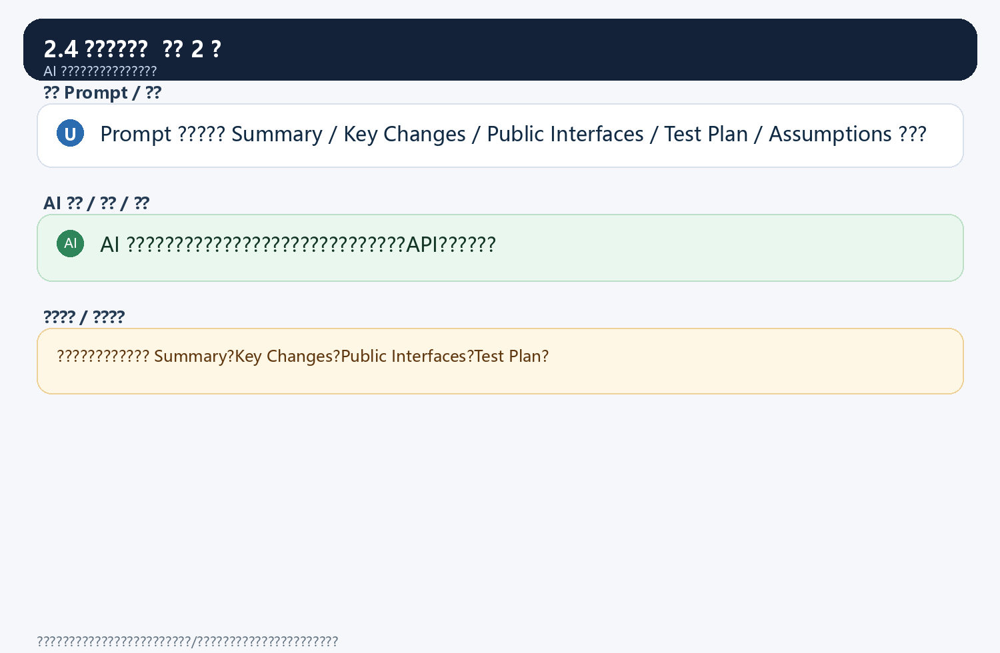 2.4 ??????  ?? 2 ?
AI ???????????????
?? Prompt / ??
U
Prompt ????? Summary / Key Changes / Public Interfaces / Test Plan / Assumptions ???
AI ?? / ?? / ??
AI
AI ?????????????????????????????API??????
???? / ????
???????????? Summary?Key Changes?Public Interfaces?Test Plan?
????????????????????????/??????????????????????